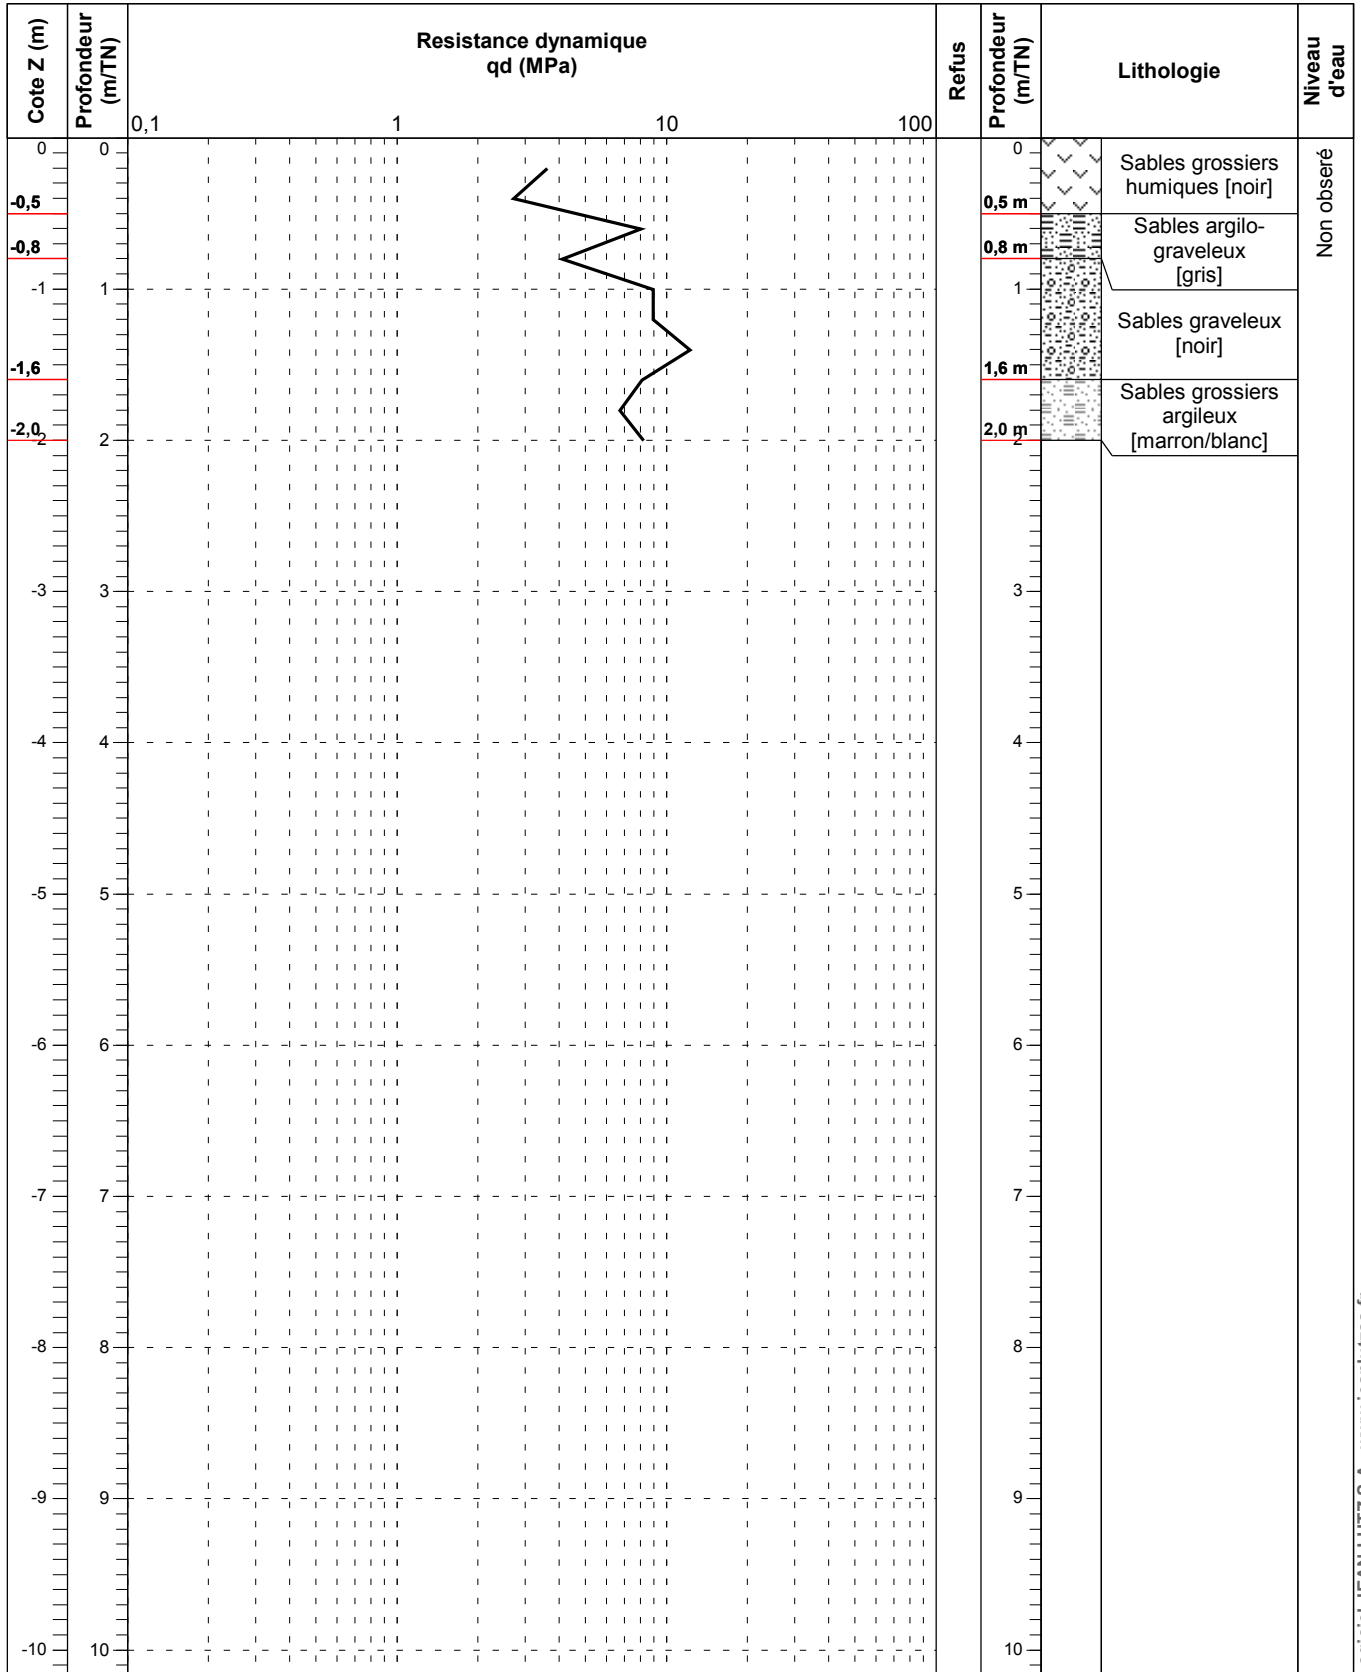 Cote Z (m)
Profondeur
(m/TN)
Resistance dynamique
qd (MPa)
0,1
1
10
100
Refus
Profondeur
(m/TN)
Lithologie
Niveau
d'eau
0
-0,5
-0,8
-1
-1,6
-2,0
2
-3
-4
-5
-6
-7
-8
-9
-10
0
1
2
3
4
5
6
7
8
9
10
0
0,5 m
0,8 m
1
1,6 m
2,0 m
2
3
4
5
6
7
8
9
10
Sables grossiers
humiques [noir]
Sables argilo-
graveleux
[gris]
Sables graveleux
[noir]
Sables grossiers
argileux
[marron/blanc]
Non obseré